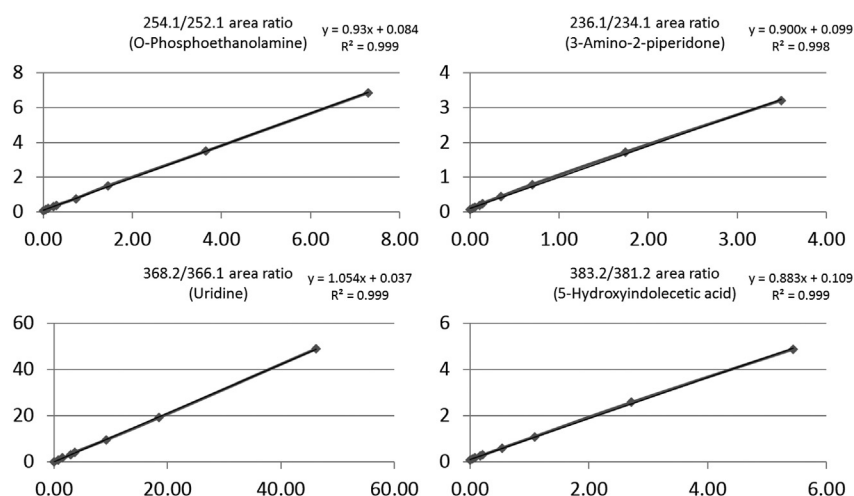 254.1/252.1 area ratio
(O-Phosphoethanolamine)
y = 0.93x + 0.084
R² = 0.999
8
6
4
2
0
0.00 2.00 4.00 6.00 8.00
236.1/234.1 area ratio
(3-Amino-2-piperidone)
y = 0.900x + 0.099
R² = 0.998
4
3
2
1
0
0.00 1.00 2.00 3.00 4.00
368.2/366.1 area ratio
(Uridine)
y = 1.054x + 0.037
R² = 0.999
60
40
20
0
0.00 20.00 40.00 60.00
383.2/381.2 area ratio
(5-Hydroxyindolecetic acid)
y = 0.883x + 0.109
R² = 0.999
6
4
2
0
0.00 2.00 4.00 6.00